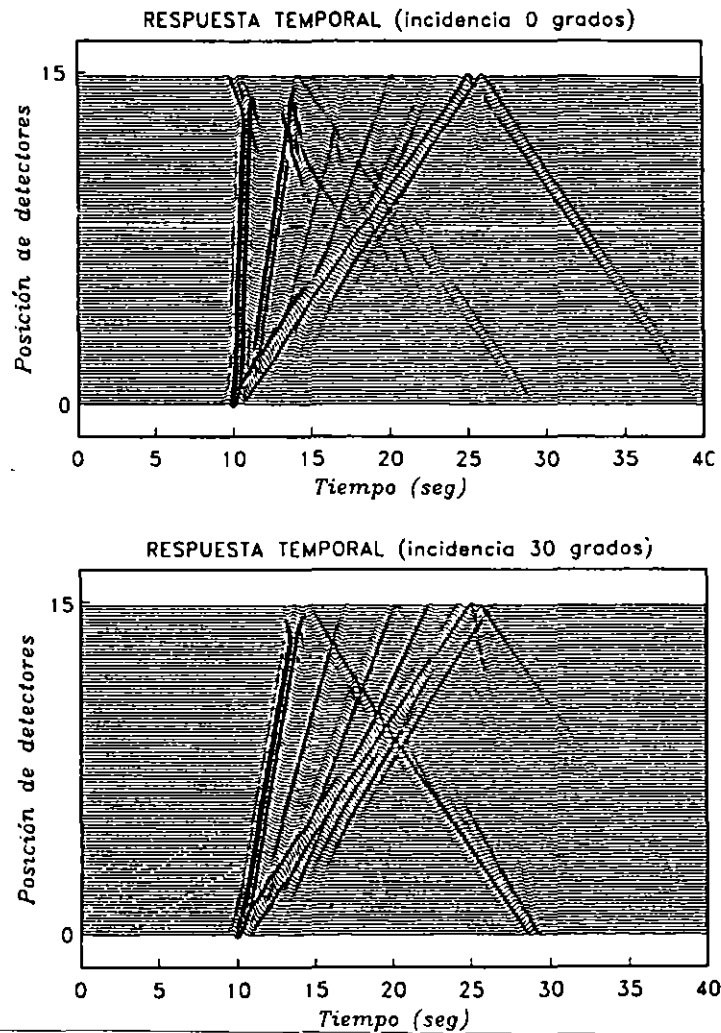 RESPUESTA TEMPORAL (incidencia 0 grados)
15
Posición de detectores
0
0 5 10 15 20 25 30 35 40
Tiempo (seg)
RESPUESTA TEMPORAL (incidencia 30 grados)
15
Posición de detectores
0
0 5 10 15 20 25 30 35 40
Tiempo (seg)